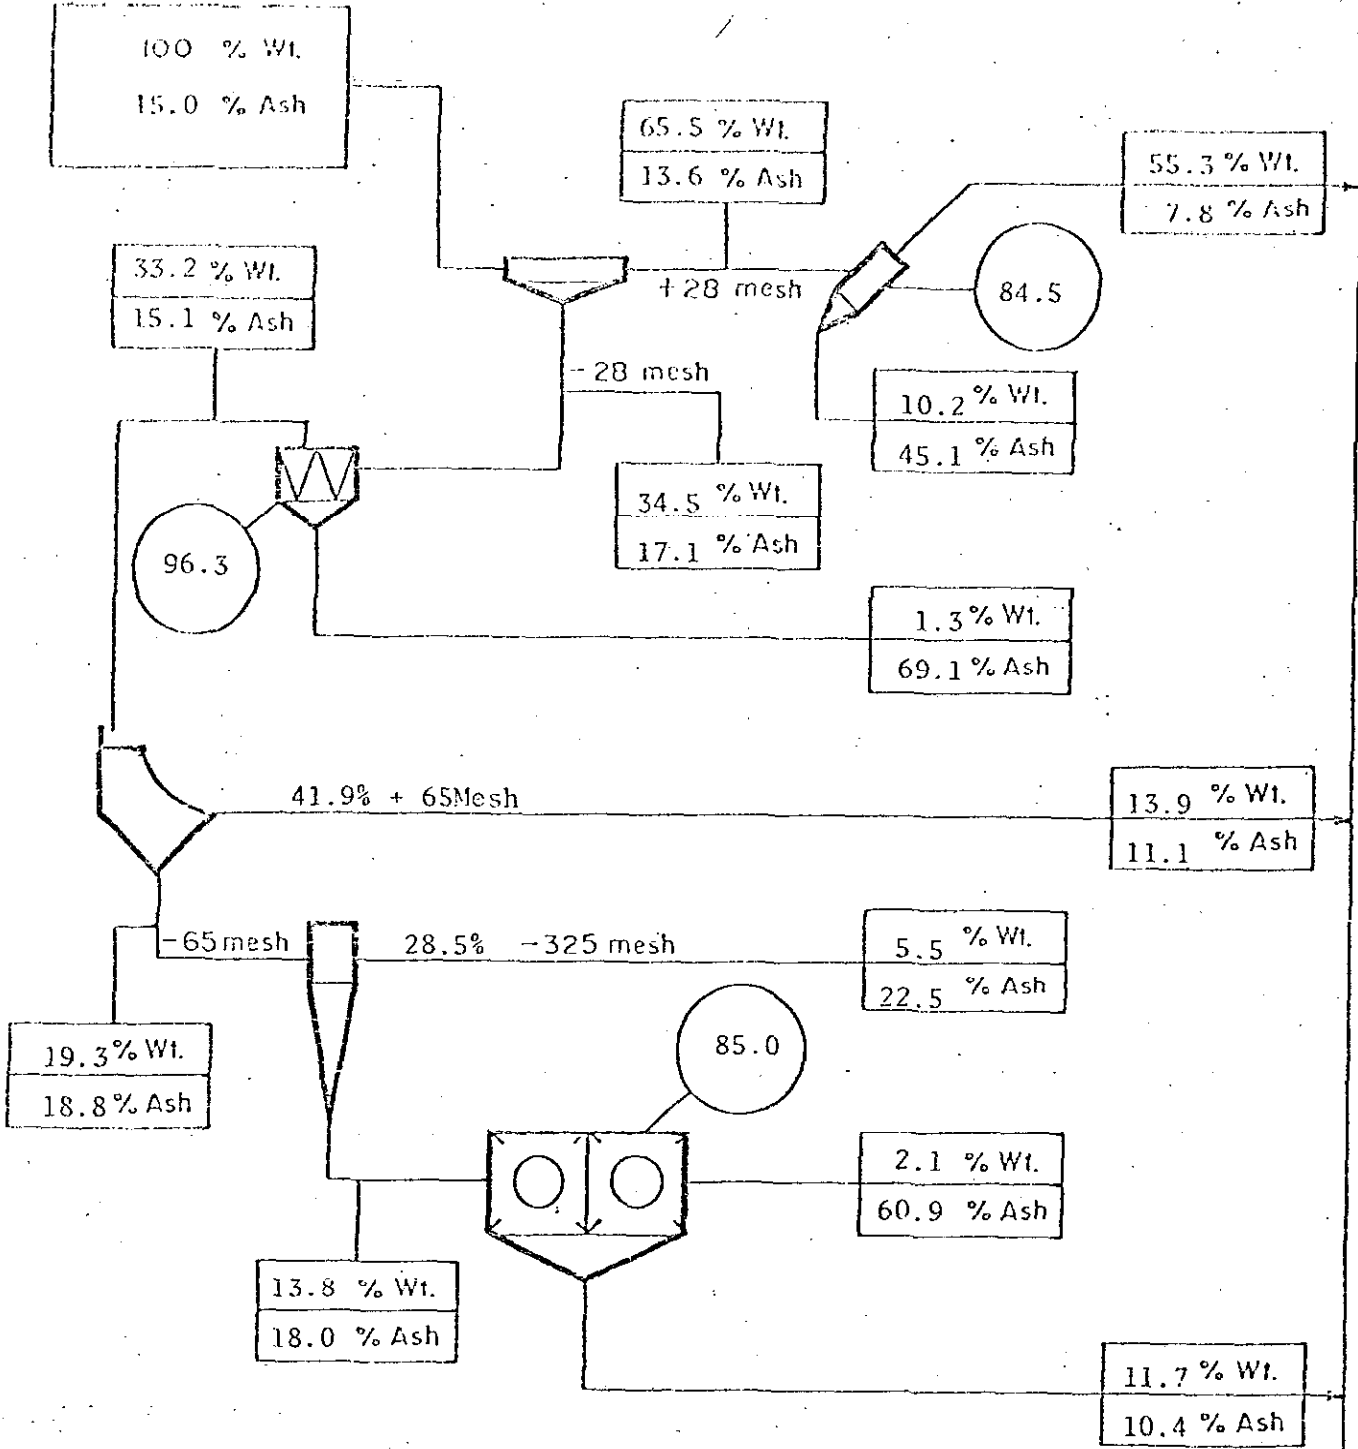 100 % Wt.
15.0 % Ash
65.5 % Wt.
13.6 % Ash
55.3 % Wt.
7.8 % Ash
33.2 % Wt.
15.1 % Ash
+28 mesh
84.5
-28 mesh
10.2 % Wt.
45.1 % Ash
34.5 % Wt.
17.1 % Ash
96.3
1.3 % Wt.
69.1 % Ash
41.9% + 65Mesh
13.9 % Wt.
11.1 % Ash
-65 mesh
28.5% -325 mesh
5.5 % Wt.
22.5 % Ash
19.3 % Wt.
18.8 % Ash
85.0
2.1 % Wt.
60.9 % Ash
13.8 % Wt.
18.0 % Ash
11.7 % Wt.
10.4 % Ash